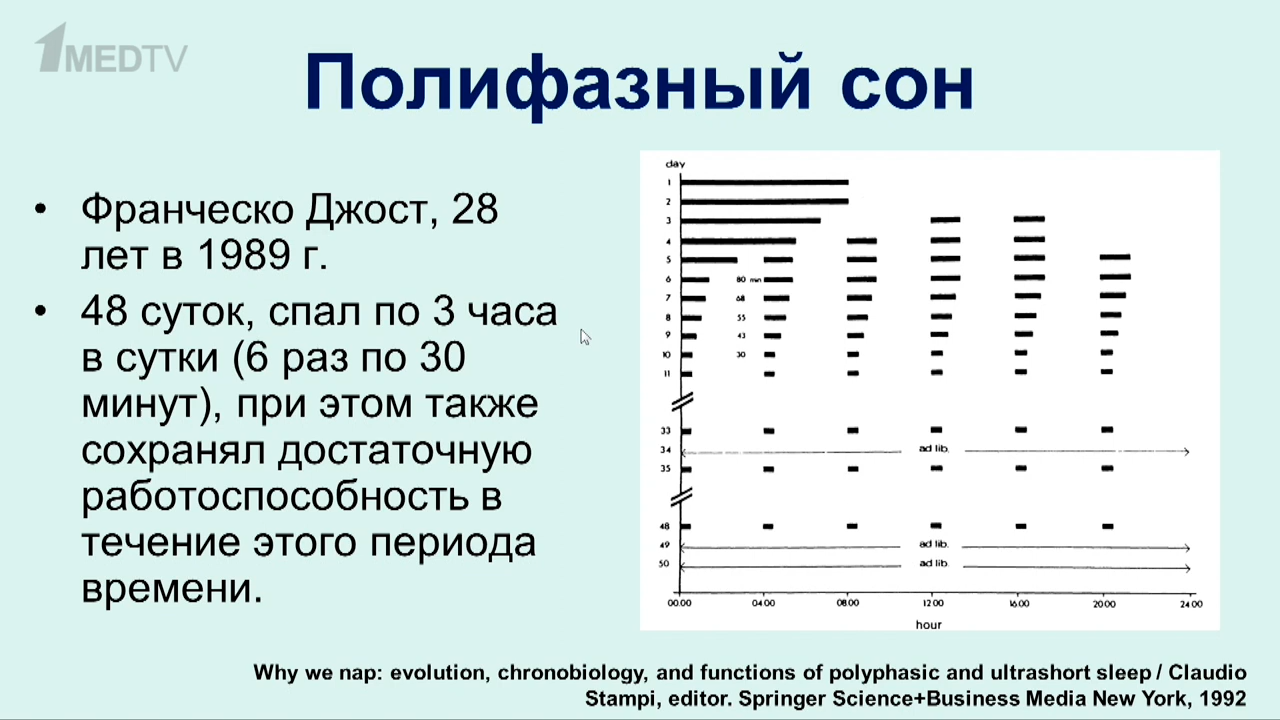 1MEDTV
Полифазный сон
• Франческо Джост, 28
лет в 1989 г.
• 48 суток, спал по 3 часа
в сутки (6 раз по 30
минут), при этом также
сохранял достаточную
работоспособность в
течение этого периода
времени.
day
1
2
3
4
5
6 80 min
7 68
8 55
9 43
10 30
11
33
34 ad lib.
35
48
49 ad lib.
50 ad lib.
00.00 04.00 08.00 12.00 16.00 20.00 24.00
hour
Why we nap: evolution, chronobiology, and functions of polyphasic and ultrashort sleep / Claudio
Stampi, editor. Springer Science+Business Media New York, 1992